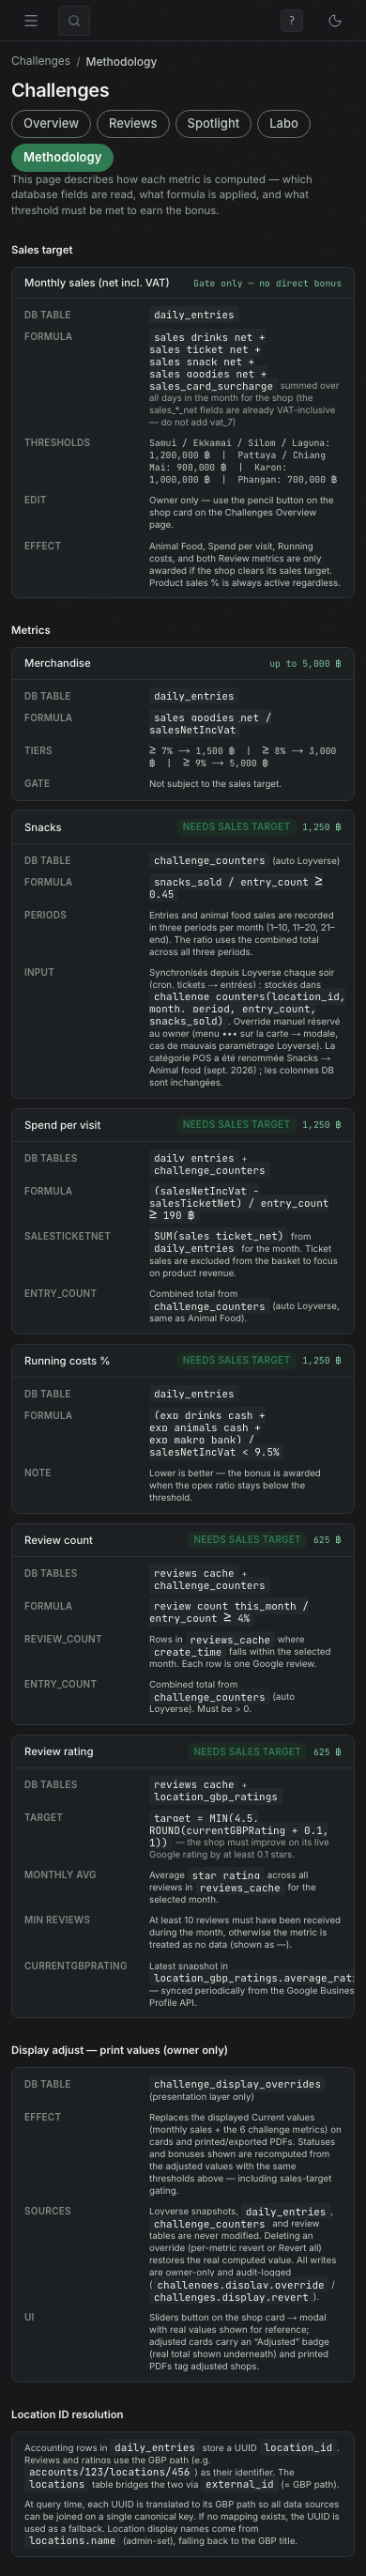 ?
Challenges / Methodology
Challenges
Overview Reviews Spotlight Labo
Methodology
This page describes how each metric is computed — which
database fields are read, what formula is applied, and what
threshold must be met to earn the bonus.
Sales target
Monthly sales (net incl. VAT) Gate only — no direct bonus
DB TABLE daily_entries
FORMULA sales_drinks_net +
sales_ticket_net +
sales_snack_net +
sales_goodies_net +
sales_card_surcharge summed over
all days in the month for the shop (the
sales_*_net fields are already VAT-inclusive
— do not add vat_7)
THRESHOLDS Samui / Ekkamai / Silom / Laguna:
1,200,000 ฿ | Pattaya / Chiang
Mai: 900,000 ฿ | Karon:
1,000,000 ฿ | Phangan: 700,000 ฿
EDIT Owner only — use the pencil button on the
shop card on the Challenges Overview
page.
EFFECT Animal Food, Spend per visit, Running
costs, and both Review metrics are only
awarded if the shop clears its sales target.
Product sales % is always active regardless.
Metrics
Merchandise up to 5,000 ฿
DB TABLE daily_entries
FORMULA sales_goodies_net /
salesNetIncVat
TIERS ≥ 7% → 1,500 ฿ | ≥ 8% → 3,000
฿ | ≥ 9% → 5,000 ฿
GATE Not subject to the sales target.
Snacks NEEDS SALES TARGET 1,250 ฿
DB TABLE challenge_counters (auto Loyverse)
FORMULA snacks_sold / entry_count ≥
0.45
PERIODS Entries and animal food sales are recorded
in three periods per month (1–10, 11–20, 21–
end). The ratio uses the combined total
across all three periods.
INPUT Synchronisés depuis Loyverse chaque soir
(cron, tickets → entrées) : stockés dans
challenge_counters(location_id,
month, period, entry_count,
snacks_sold) . Override manuel réservé
au owner (menu ••• sur la carte → modale,
cas de mauvais paramétrage Loyverse). La
catégorie POS a été renommée Snacks →
Animal food (sept. 2026) ; les colonnes DB
sont inchangées.
Spend per visit NEEDS SALES TARGET 1,250 ฿
DB TABLES daily_entries +
challenge_counters
FORMULA (salesNetIncVat -
salesTicketNet) / entry_count
≥ 190 ฿
SALESTICKETNET SUM(sales_ticket_net) from
daily_entries for the month. Ticket
sales are excluded from the basket to focus
on product revenue.
ENTRY_COUNT Combined total from
challenge_counters (auto Loyverse,
same as Animal Food).
Running costs % NEEDS SALES TARGET 1,250 ฿
DB TABLE daily_entries
FORMULA (exp_drinks_cash +
exp_animals_cash +
exp_makro_bank) /
salesNetIncVat < 9.5%
NOTE Lower is better — the bonus is awarded
when the opex ratio stays below the
threshold.
Review count NEEDS SALES TARGET 625 ฿
DB TABLES reviews_cache +
challenge_counters
FORMULA review_count_this_month /
entry_count ≥ 4%
REVIEW_COUNT Rows in reviews_cache where
create_time falls within the selected
month. Each row is one Google review.
ENTRY_COUNT Combined total from
challenge_counters (auto
Loyverse). Must be > 0.
Review rating NEEDS SALES TARGET 625 ฿
DB TABLES reviews_cache +
location_gbp_ratings
TARGET target = MIN(4.5,
ROUND(currentGBPRating + 0.1,
1)) — the shop must improve on its live
Google rating by at least 0.1 stars.
MONTHLY AVG Average star_rating across all
reviews in reviews_cache for the
selected month.
MIN REVIEWS At least 10 reviews must have been received
during the month, otherwise the metric is
treated as no data (shown as —).
CURRENTGBPRATING Latest snapshot in
location_gbp_ratings.average_rati
— synced periodically from the Google Busines
Profile API.
Display adjust — print values (owner only)
DB TABLE challenge_display_overrides
(presentation layer only)
EFFECT Replaces the displayed Current values
(monthly sales + the 6 challenge metrics) on
cards and printed/exported PDFs. Statuses
and bonuses shown are recomputed from
the adjusted values with the same
thresholds above — including sales-target
gating.
SOURCES Loyverse snapshots, daily_entries ,
challenge_counters and review
tables are never modified. Deleting an
override (per-metric revert or Revert all)
restores the real computed value. All writes
are owner-only and audit-logged
( challenges.display.override /
challenges.display.revert ).
UI Sliders button on the shop card → modal
with real values shown for reference;
adjusted cards carry an “Adjusted” badge
(real total shown underneath) and printed
PDFs tag adjusted shops.
Location ID resolution
Accounting rows in daily_entries store a UUID location_id .
Reviews and ratings use the GBP path (e.g.
accounts/123/locations/456 ) as their identifier. The
locations table bridges the two via external_id (= GBP path).
At query time, each UUID is translated to its GBP path so all data sources
can be joined on a single canonical key. If no mapping exists, the UUID is
used as a fallback. Location display names come from
locations.name (admin-set), falling back to the GBP title.